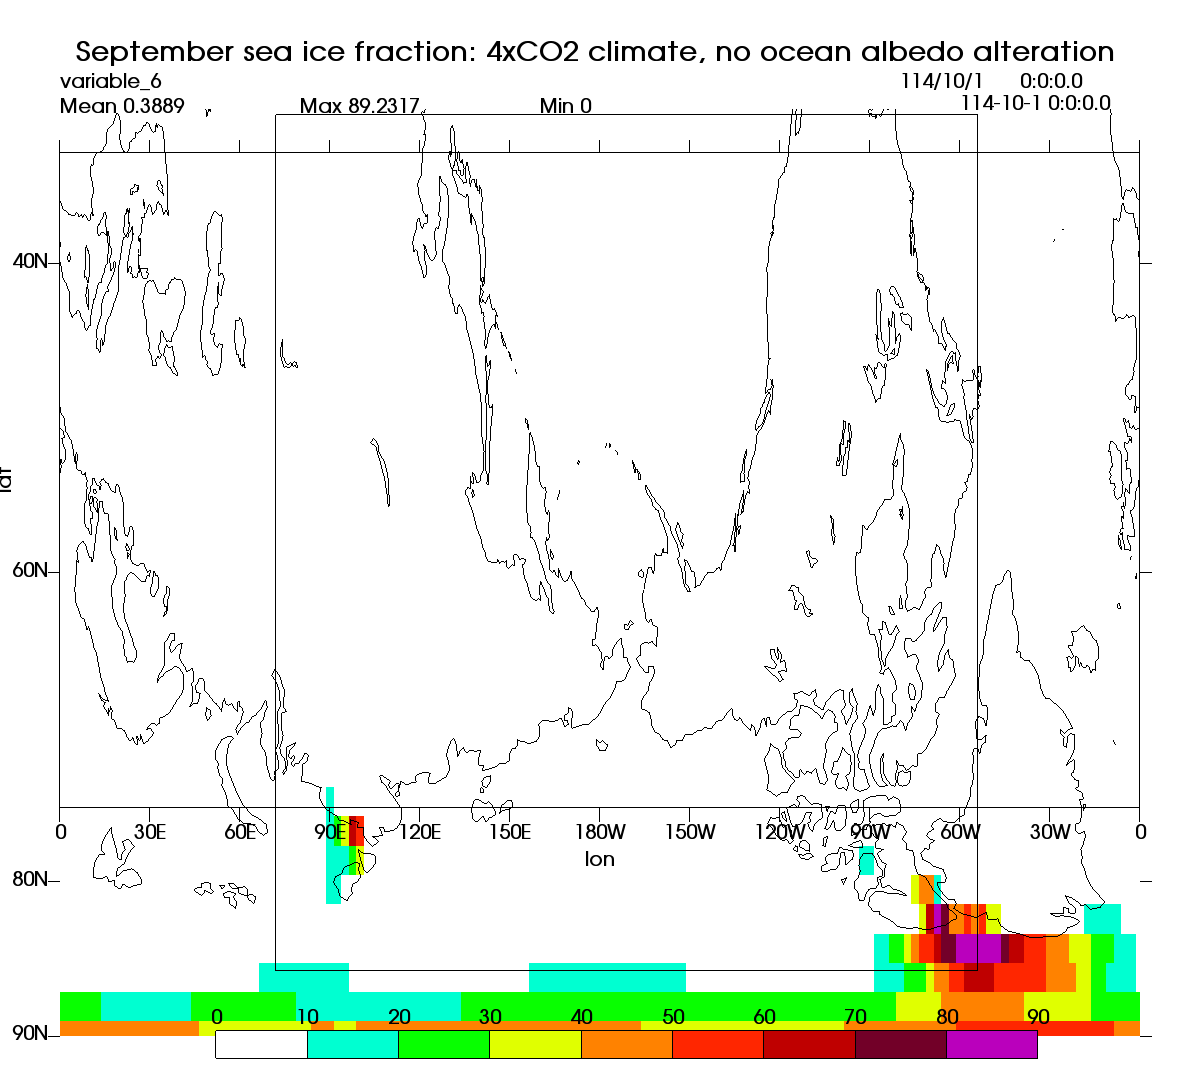 September sea ice fraction: 4xCO2 climate, no ocean albedo alteration
variable_6 114/10/1 0:0:0.0
Mean 0.3889 Max 89.2317 Min 0 114-10-1 0:0:0.0
40N
lat
60N
0 30E 60E 90E 120E 150E 180W 150W 120W 90W 60W 30W 0
lon
80N
0 10 20 30 40 50 60 70 80 90
90N